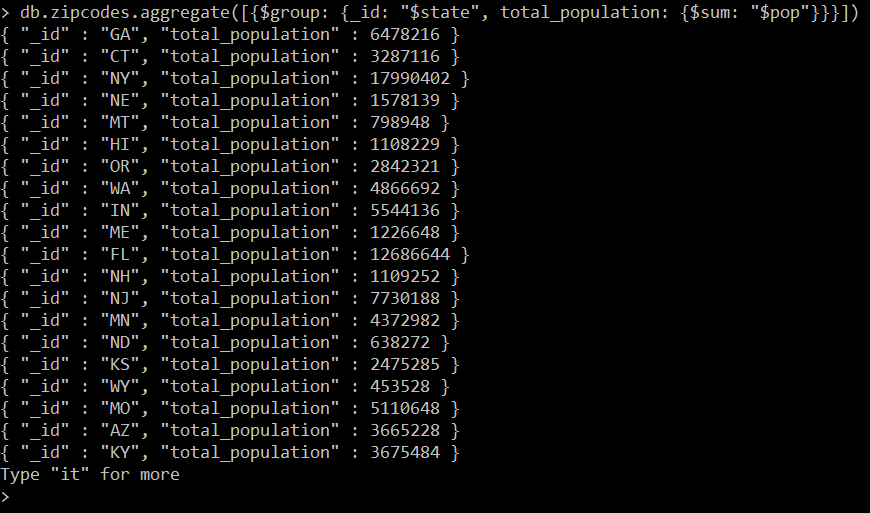 > db.zipcodes.aggregate([{$group: {_id: "$state", total_population: {$sum: "$pop"}}}])
{ "_id" : "GA", "total_population" : 6478216 }
{ "_id" : "CT", "total_population" : 3287116 }
{ "_id" : "NY", "total_population" : 17990402 }
{ "_id" : "NE", "total_population" : 1578139 }
{ "_id" : "MT", "total_population" : 798948 }
{ "_id" : "HI", "total_population" : 1108229 }
{ "_id" : "OR", "total_population" : 2842321 }
{ "_id" : "WA", "total_population" : 4866692 }
{ "_id" : "IN", "total_population" : 5544136 }
{ "_id" : "ME", "total_population" : 1226648 }
{ "_id" : "FL", "total_population" : 12686644 }
{ "_id" : "NH", "total_population" : 1109252 }
{ "_id" : "NJ", "total_population" : 7730188 }
{ "_id" : "MN", "total_population" : 4372982 }
{ "_id" : "ND", "total_population" : 638272 }
{ "_id" : "KS", "total_population" : 2475285 }
{ "_id" : "WY", "total_population" : 453528 }
{ "_id" : "MO", "total_population" : 5110648 }
{ "_id" : "AZ", "total_population" : 3665228 }
{ "_id" : "KY", "total_population" : 3675484 }
Type "it" for more
>